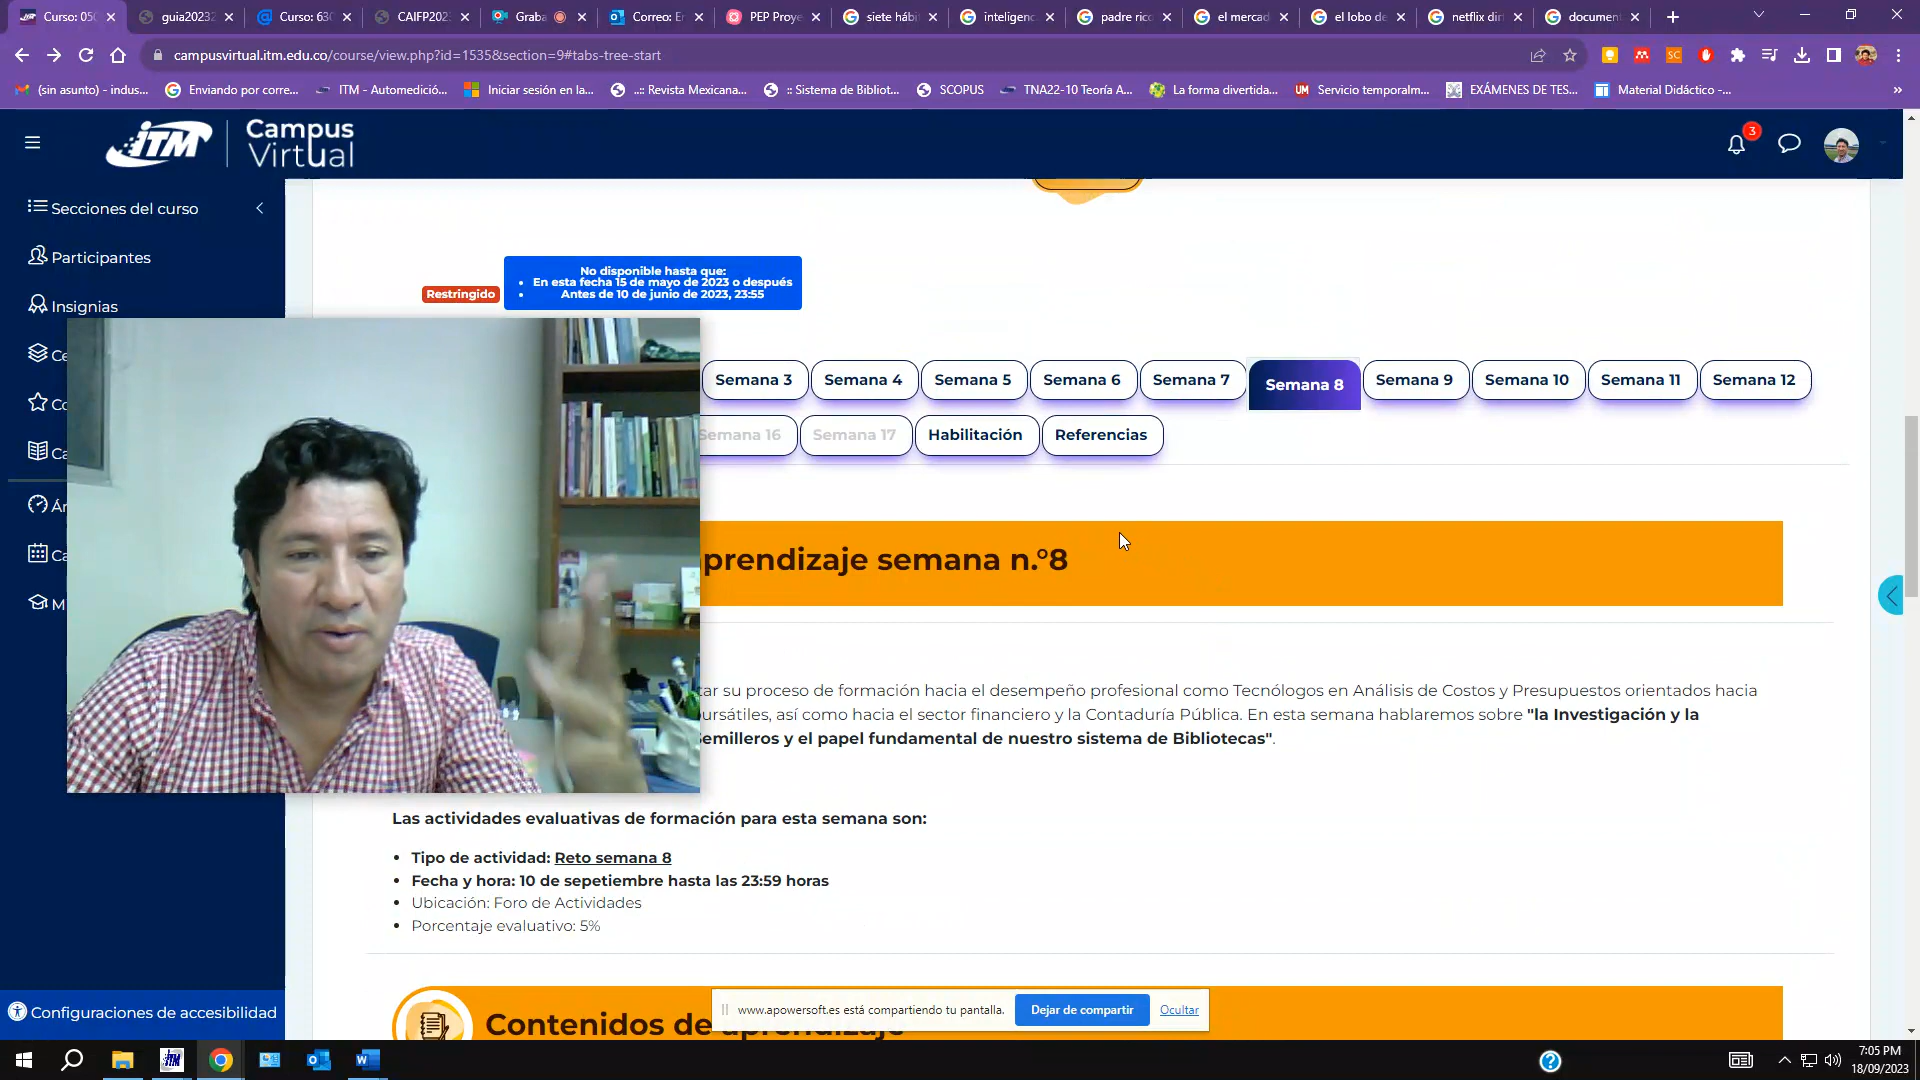 Curso: 050
guia2023
Curso: 630
CAIFP202
Graba
Correo: E
PEP Proye
siete hábi
inteligenc
padre ric
el mercad
el lobo de
netflix dir
document
campusvirtual.itm.edu.co/course/view.php?id=1535&section=9#tabs-tree-start
(sin asunto) - indus...
Enviando por corre...
ITM - Automedició...
Iniciar sesión en la...
..:: Revista Mexicana...
:: Sistema de Bibliot...
SCOPUS
TNA22-10 Teoría A...
La forma divertida...
Servicio temporalm...
EXÁMENES DE TES...
Material Didáctico -...
»
iTM
Campus
Virtual
3
Secciones del curso
Participantes
Insignias
Ce
Co
Ca
Ár
Ca
M
Configuraciones de accesibilidad
Restringido
No disponible hasta que:
• En esta fecha 15 de mayo de 2023 o después
• Antes de 10 de junio de 2023, 23:55
Semana 3
Semana 4
Semana 5
Semana 6
Semana 7
Semana 8
Semana 9
Semana 10
Semana 11
Semana 12
Semana 16
Semana 17
Habilitación
Referencias
prendizaje semana n.°8
tar su proceso de formación hacia el desempeño profesional como Tecnólogos en Análisis de Costos y Presupuestos orientados hacia
ursátiles, así como hacia el sector financiero y la Contaduría Pública. En esta semana hablaremos sobre "la Investigación y la
Semilleros y el papel fundamental de nuestro sistema de Bibliotecas".
Las actividades evaluativas de formación para esta semana son:
• Tipo de actividad: Reto semana 8
• Fecha y hora: 10 de sepetiembre hasta las 23:59 horas
• Ubicación: Foro de Actividades
• Porcentaje evaluativo: 5%
Contenidos de aprendizaje
www.apowersoft.es está compartiendo tu pantalla.
Dejar de compartir
Ocultar
7:05 PM
18/09/2023